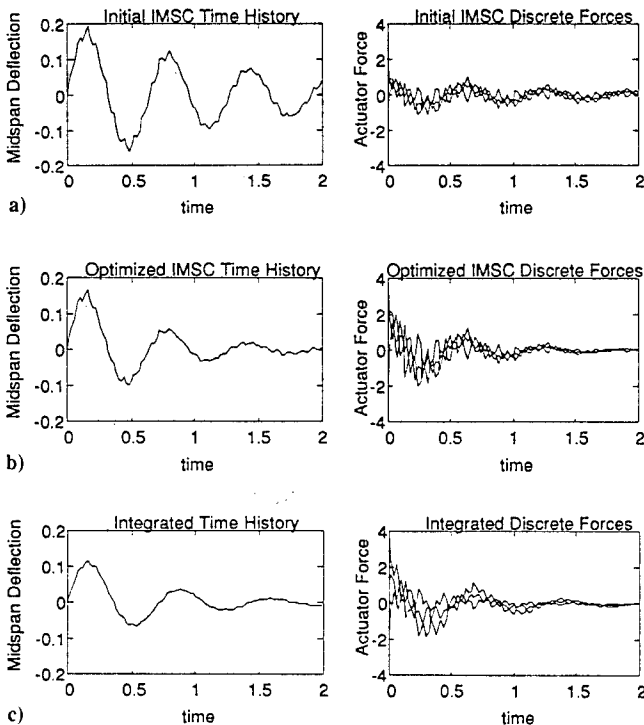 Initial IMSC Time History
Midspan Deflection
0.2
0.1
0
-0.1
-0.2
0
0.5
1
1.5
2
time
Initial IMSC Discrete Forces
Actuator Force
4
2
0
-2
-4
0
0.5
1
1.5
2
time
a)
Optimized IMSC Time History
Midspan Deflection
0.2
0.1
0
-0.1
-0.2
0
0.5
1
1.5
2
time
Optimized IMSC Discrete Forces
Actuator Force
4
2
0
-2
-4
0
0.5
1
1.5
2
time
b)
Integrated Time History
Midspan Deflection
0.2
0.1
0
-0.1
-0.2
0
0.5
1
1.5
2
time
Integrated Discrete Forces
Actuator Force
4
2
0
-2
-4
0
0.5
1
1.5
2
time
c)